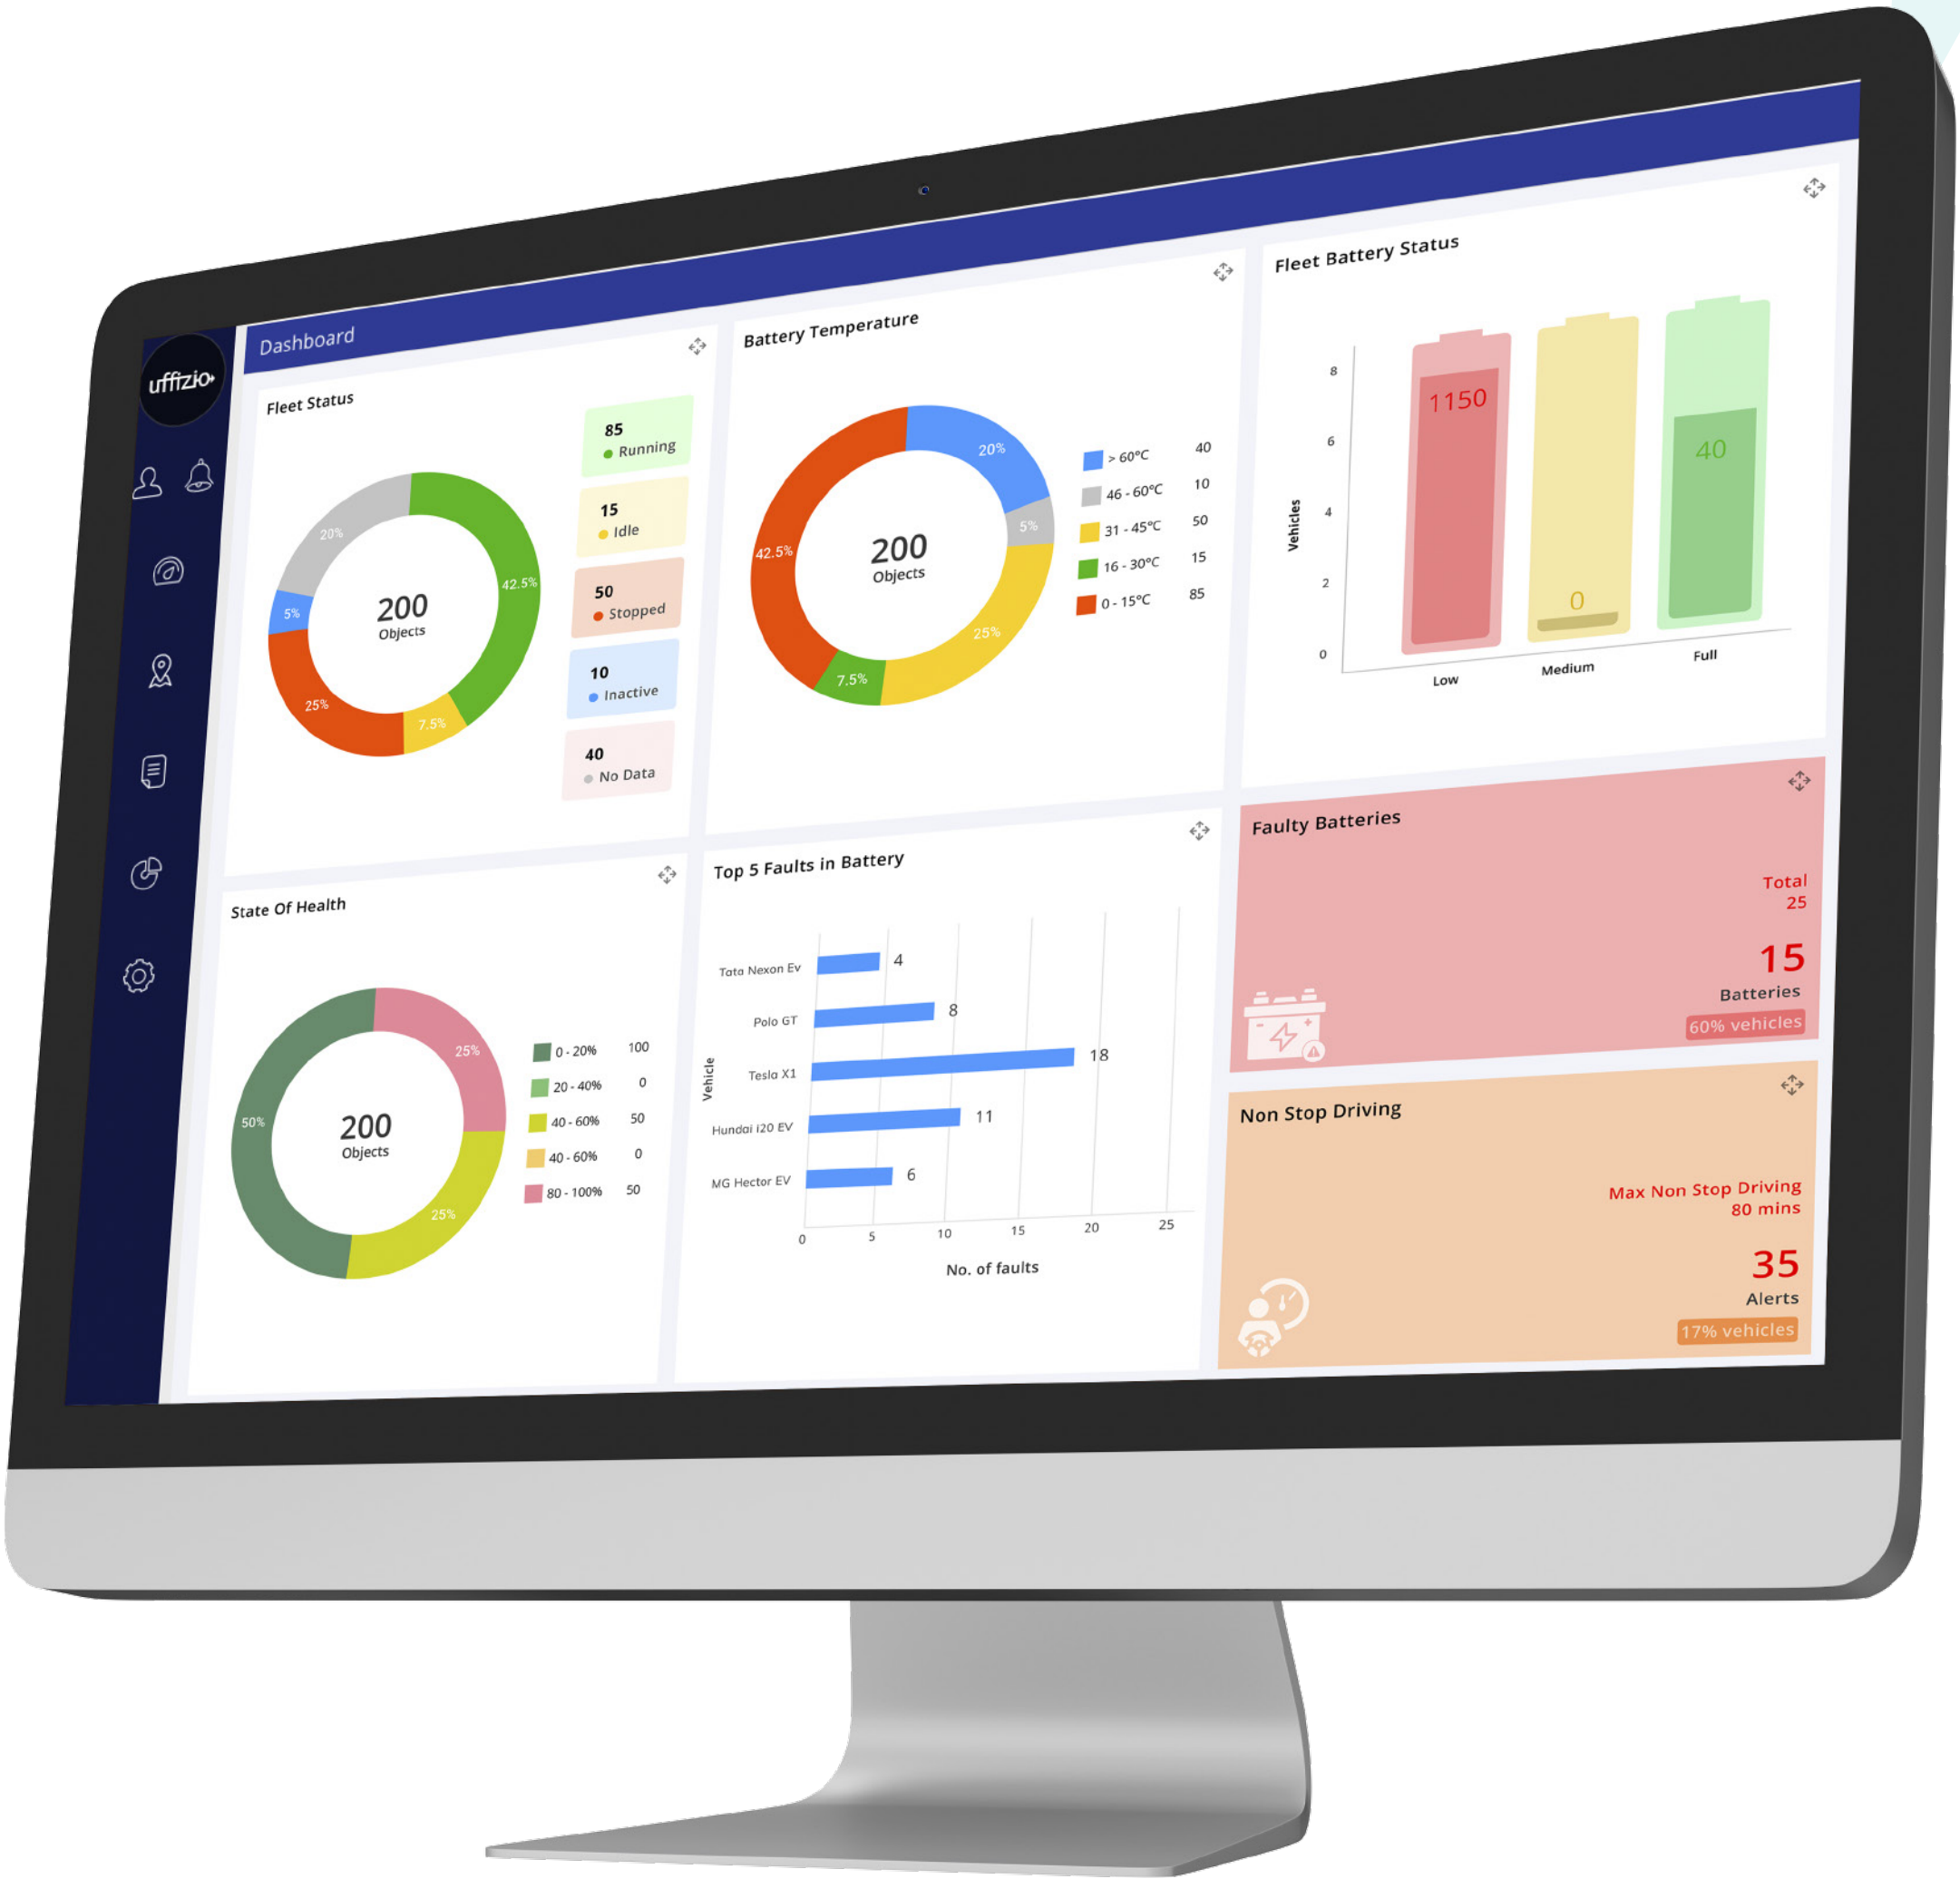 uffizio
Dashboard
Fleet Status
85
Running
15
Idle
50
Stopped
10
Inactive
40
No Data
42.5%
7.5%
25%
5%
20%
200
Objects
Battery Temperature
20%
5%
25%
7.5%
42.5%
200
Objects
> 60°C 40
46 - 60°C 10
31 - 45°C 50
16 - 30°C 15
0 - 15°C 85
Fleet Battery Status
Vehicles
8
6
4
2
0
1150
0
40
Low
Medium
Full
State Of Health
25%
25%
50%
200
Objects
0 - 20% 100
20 - 40% 0
40 - 60% 50
40 - 60% 0
80 - 100% 50
Top 5 Faults in Battery
Vehicle
Tata Nexon Ev 4
Polo GT 8
Tesla X1 18
Hundai i20 EV 11
MG Hector EV 6
0 5 10 15 20 25
No. of faults
Faulty Batteries
Total
25
15
Batteries
60% vehicles
Non Stop Driving
Max Non Stop Driving
80 mins
35
Alerts
17% vehicles